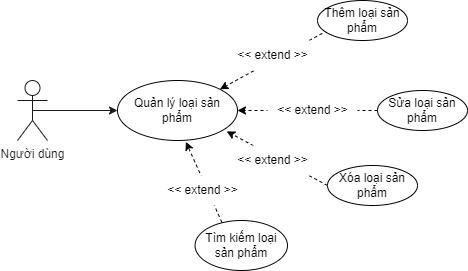 Thêm loại sản
phẩm
<< extend >>
Quản lý loại sản
phẩm
<< extend >>
Sửa loại sản
phẩm
Người dùng
<< extend >>
Xóa loại sản
phẩm
<< extend >>
Tìm kiếm loại
sản phẩm